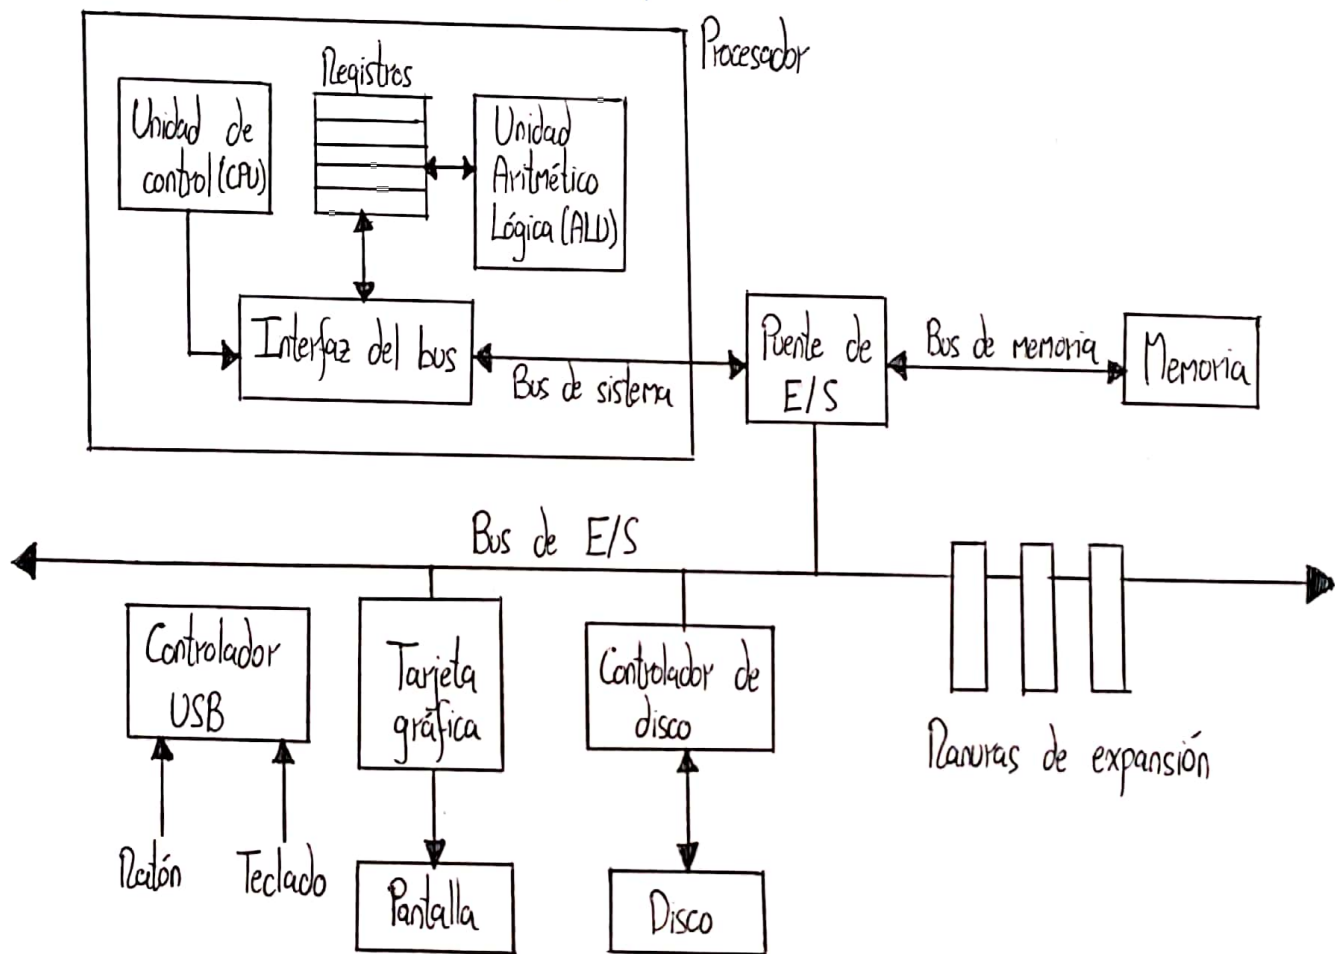 Procesador
Registros
Unidad de
control (CPU)
Unidad
Aritmético
Lógica (ALU)
Interfaz del bus
Bus de sistema
Puente de
E/S
Bus de memoria
Memoria
Bus de E/S
Controlador
USB
Tarjeta
gráfica
Controlador de
disco
Ranuras de expansión
Ratón
Teclado
Pantalla
Disco